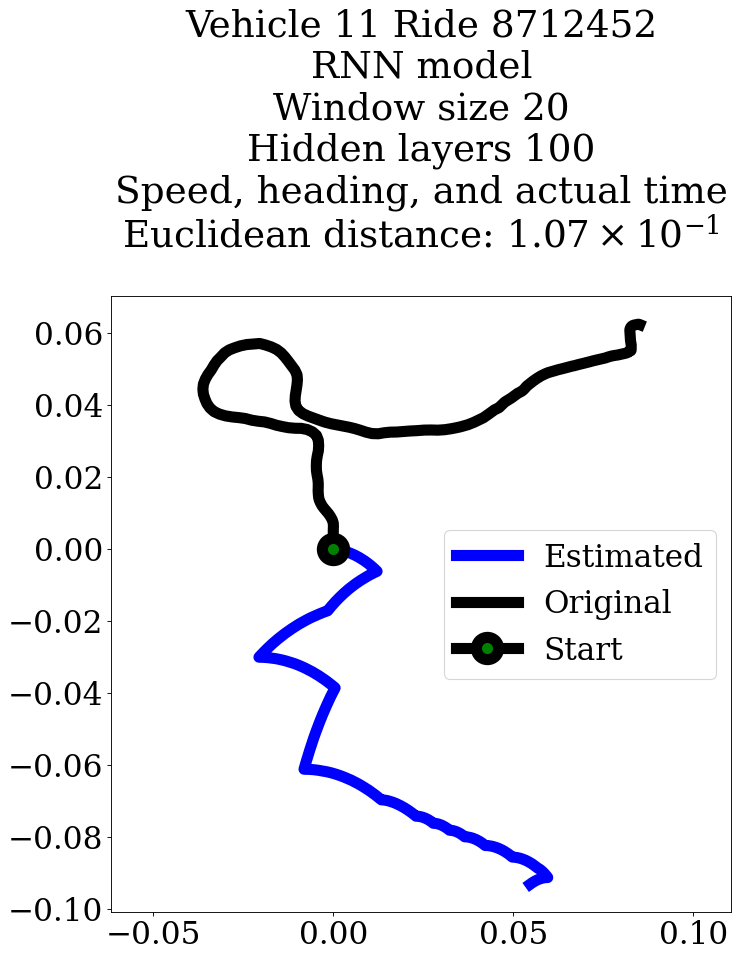 Vehicle 11 Ride 8712452
RNN model
Window size 20
Hidden layers 100
Speed, heading, and actual time
Euclidean distance: 1.07 × 10⁻¹
0.06
0.04
0.02
0.00
−0.02
−0.04
−0.06
−0.08
−0.10
Estimated
Original
Start
−0.05 0.00 0.05 0.10